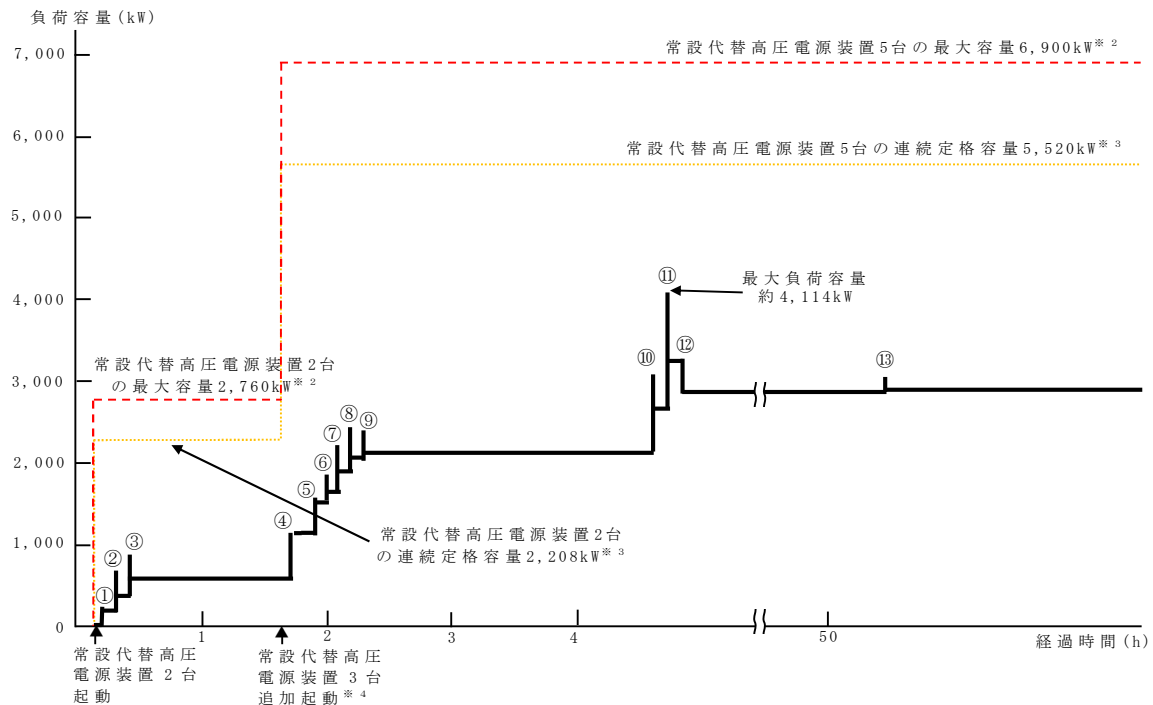 負荷容量(kW)
7,000
常設代替高圧電源装置5台の最大容量6,900kW※2
6,000
常設代替高圧電源装置5台の連続定格容量5,520kW※3
5,000
⑪
最大負荷容量
約4,114kW
4,000
⑩
⑫
⑬
常設代替高圧電源装置2台
の最大容量2,760kW※2
3,000
⑧
⑨
⑦
⑥
2,000
⑤
④
常設代替高圧電源装置2台
の連続定格容量2,208kW※3
③
②
①
1,000
0
1
2
3
4
50
経過時間(h)
常設代替高圧
電源装置2台
起動
常設代替高圧
電源装置3台
追加起動※4